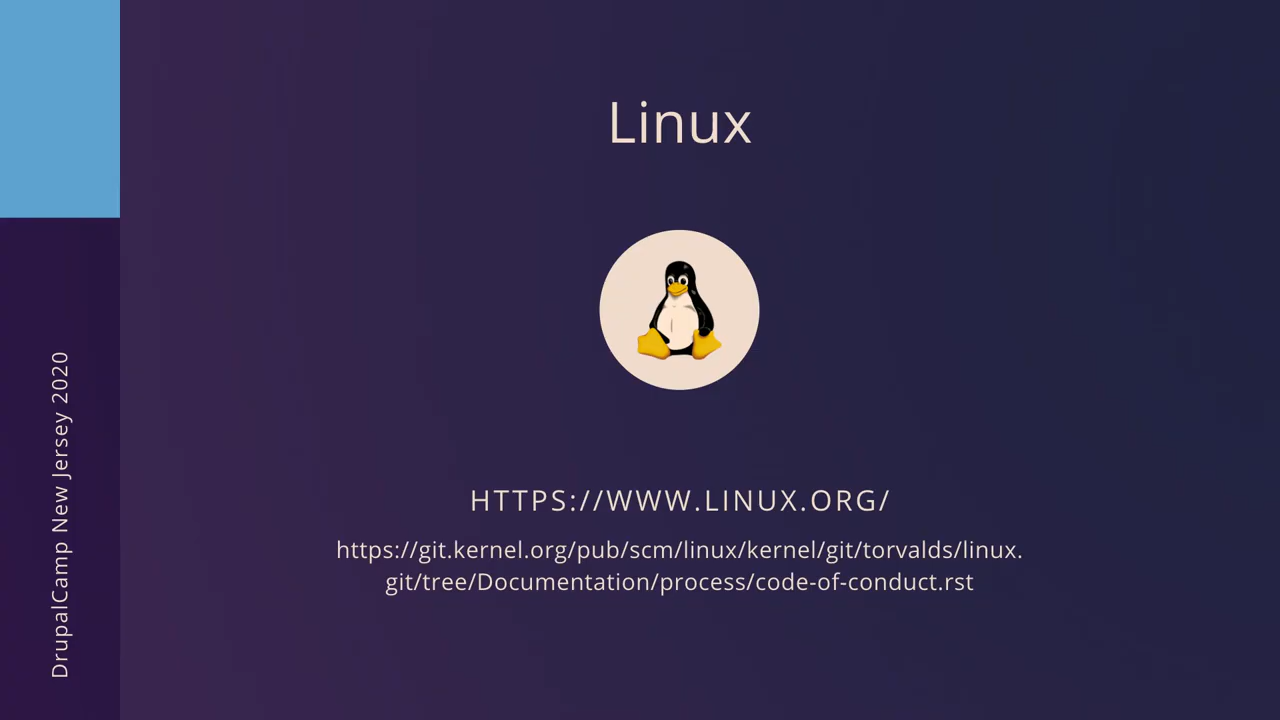 Linux
HTTPS://WWW.LINUX.ORG/
https://git.kernel.org/pub/scm/linux/kernel/git/torvalds/linux.
git/tree/Documentation/process/code-of-conduct.rst
DrupalCamp New Jersey 2020